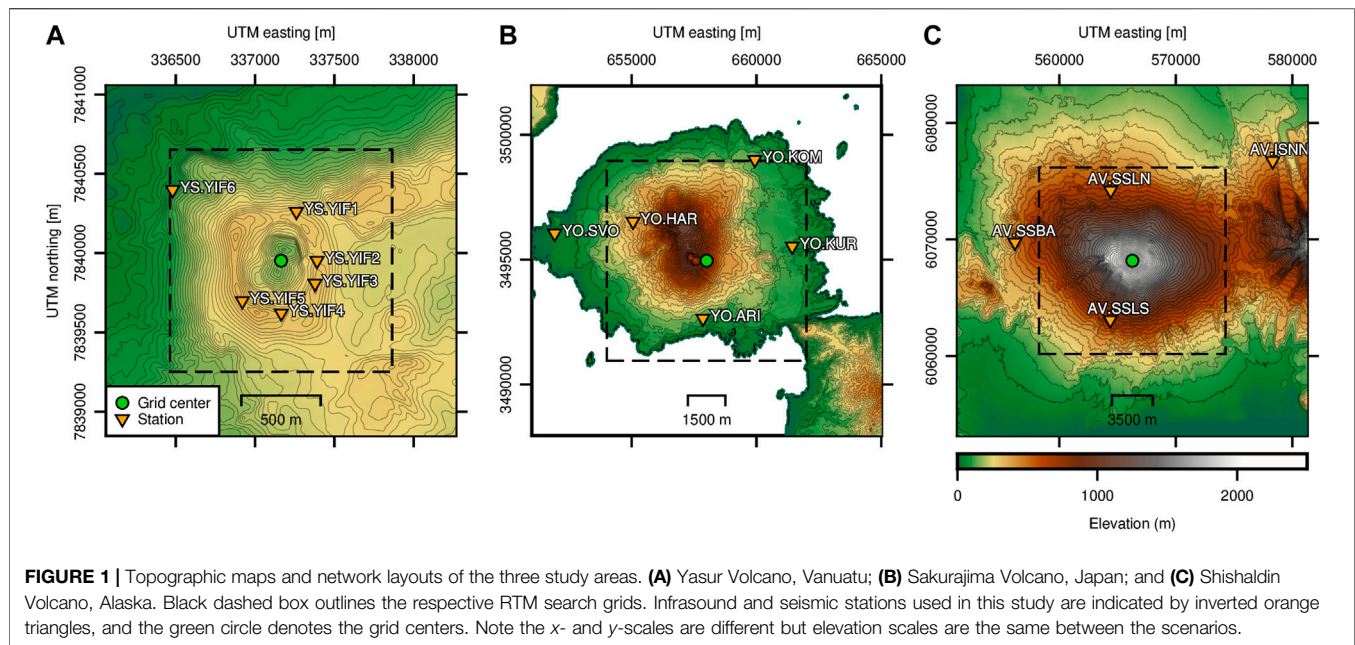 A
UTM easting [m]
336500 337000 337500 338000
UTM northing [m]
7841000
7840500
7840000
7839500
7839000
YS.YIF6
YS.YIF1
YS.YIF2
YS.YIF3
YS.YIF5
YS.YIF4
Grid center
Station
500 m
B
UTM easting [m]
655000 660000 665000
3500000
3495000
3490000
YO.KOM
YO.HAR
YO.SVO
YO.KUR
YO.ARI
1500 m
C
UTM easting [m]
560000 570000 580000
6080000
6070000
6060000
AV.ISNN
AV.SSLN
AV.SSBA
AV.SSLS
3500 m
0 1000 2000
Elevation (m)
FIGURE 1 | Topographic maps and network layouts of the three study areas. (A) Yasur Volcano, Vanuatu; (B) Sakurajima Volcano, Japan; and (C) Shishaldin
Volcano, Alaska. Black dashed box outlines the respective RTM search grids. Infrasound and seismic stations used in this study are indicated by inverted orange
triangles, and the green circle denotes the grid centers. Note the x- and y-scales are different but elevation scales are the same between the scenarios.